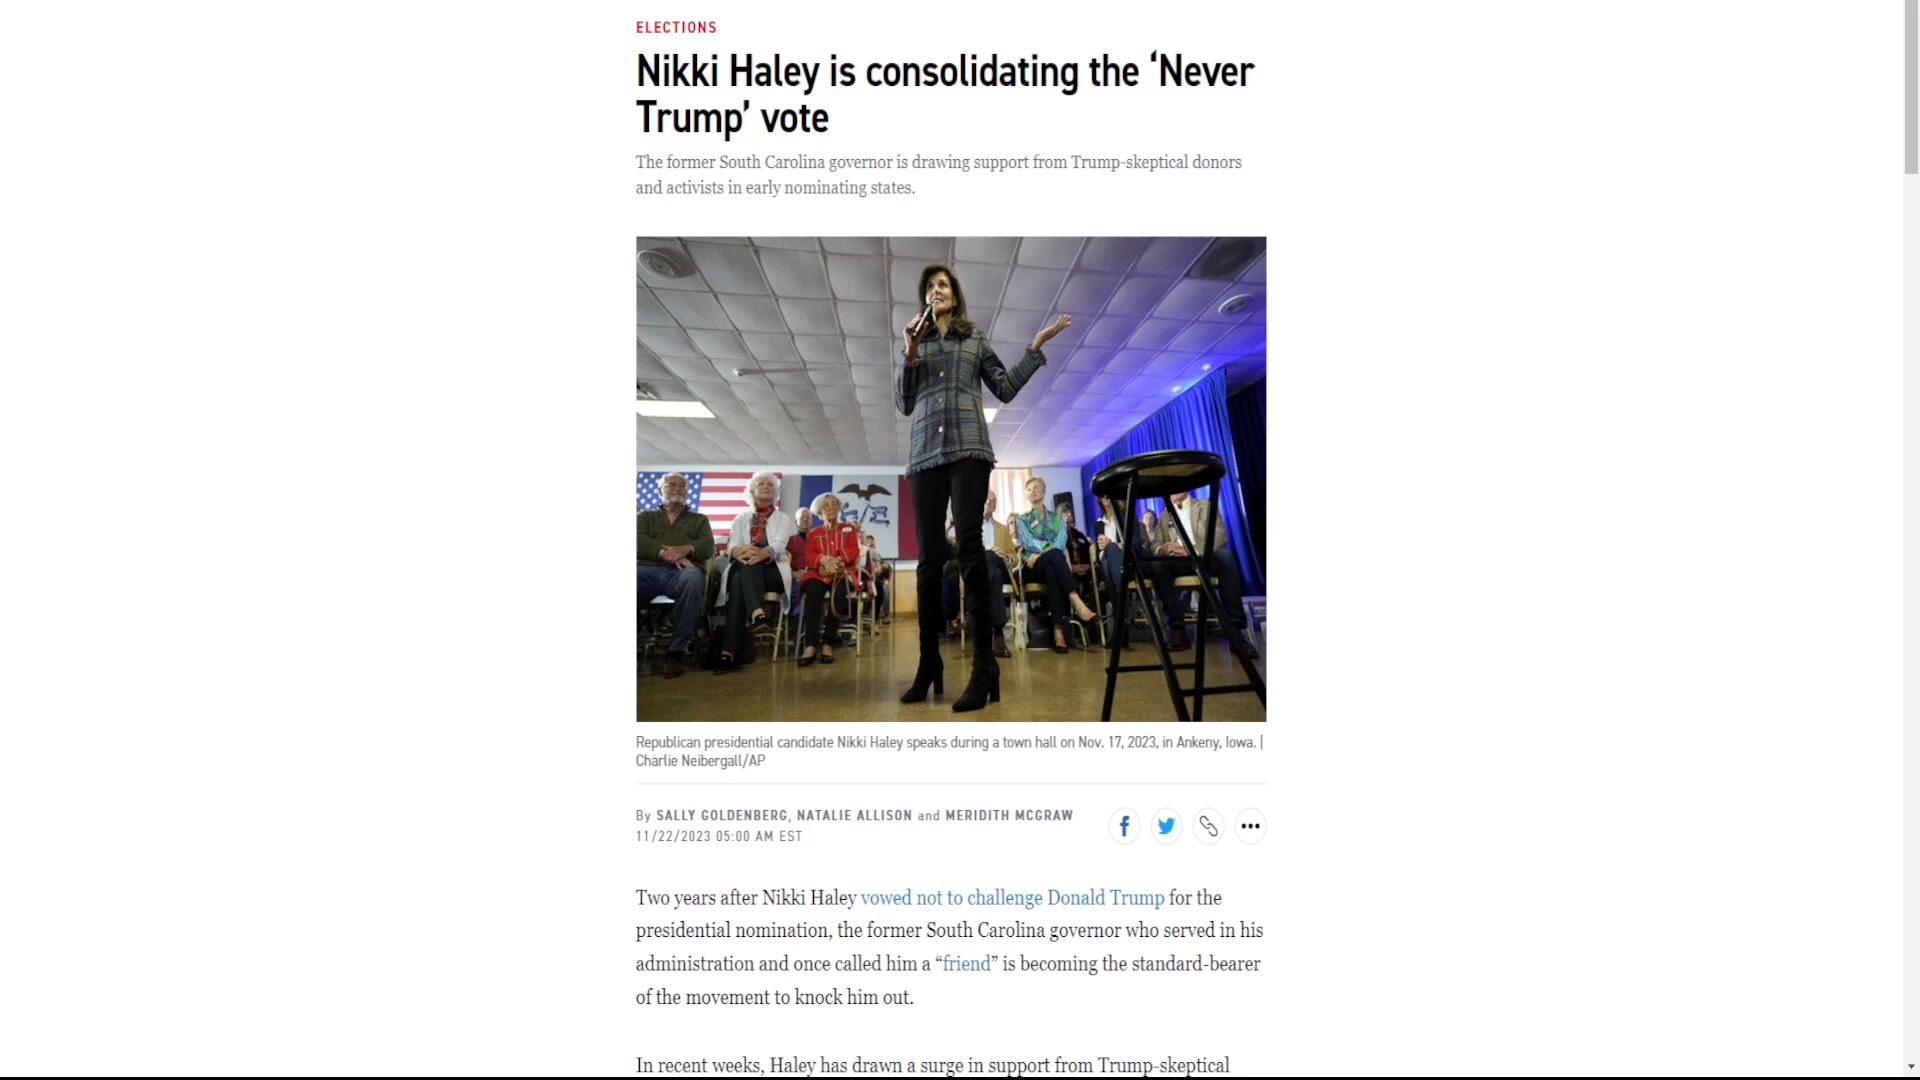 ELECTIONS
Nikki Haley is consolidating the ‘Never
Trump’ vote
The former South Carolina governor is drawing support from Trump-skeptical donors
and activists in early nominating states.
Republican presidential candidate Nikki Haley speaks during a town hall on Nov. 17, 2023, in Ankeny, Iowa. |
Charlie Neibergall/AP
By SALLY GOLDENBERG, NATALIE ALLISON and MERIDITH MCGRAW
11/22/2023 05:00 AM EST
Two years after Nikki Haley vowed not to challenge Donald Trump for the
presidential nomination, the former South Carolina governor who served in his
administration and once called him a “friend” is becoming the standard-bearer
of the movement to knock him out.
In recent weeks, Haley has drawn a surge in support from Trump-skeptical